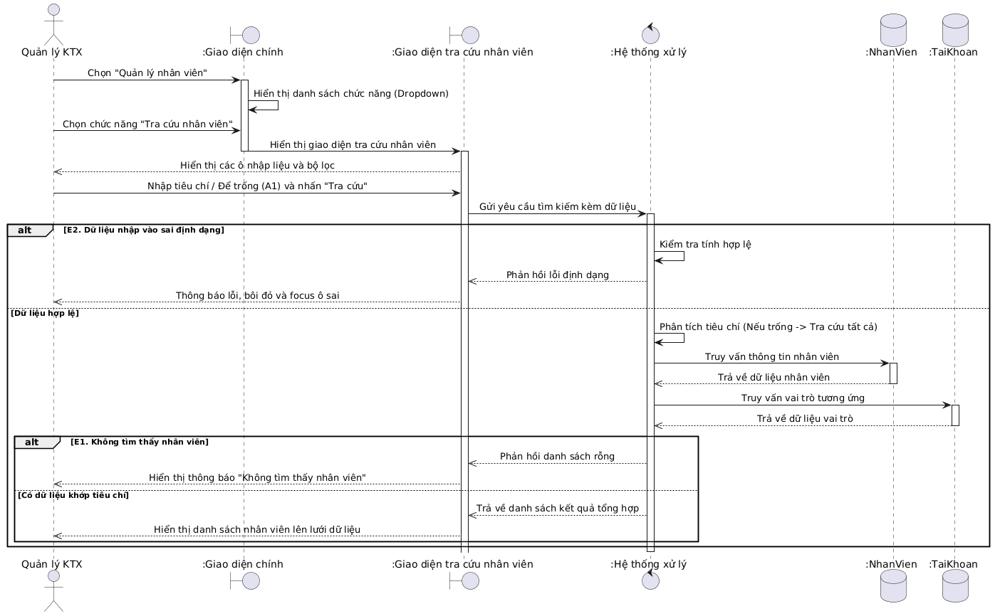 Quản lý KTX
:Giao diện chính
:Giao diện tra cứu nhân viên
:Hệ thống xử lý
:NhanVien
:TaiKhoan
Chọn "Quản lý nhân viên"
Hiển thị danh sách chức năng (Dropdown)
Chọn chức năng "Tra cứu nhân viên"
Hiển thị giao diện tra cứu nhân viên
Hiển thị các ô nhập liệu và bộ lọc
Nhập tiêu chí / Để trống (A1) và nhấn "Tra cứu"
Gửi yêu cầu tìm kiếm kèm dữ liệu
alt [E2. Dữ liệu nhập vào sai định dạng]
Kiểm tra tính hợp lệ
Phản hồi lỗi định dạng
Thông báo lỗi, bôi đỏ và focus ô sai
[Dữ liệu hợp lệ]
Phân tích tiêu chí (Nếu trống -> Tra cứu tất cả)
Truy vấn thông tin nhân viên
Trả về dữ liệu nhân viên
Truy vấn vai trò tương ứng
Trả về dữ liệu vai trò
alt [E1. Không tìm thấy nhân viên]
Phản hồi danh sách rỗng
Hiển thị thông báo "Không tìm thấy nhân viên"
[Có dữ liệu khớp tiêu chí]
Trả về danh sách kết quả tổng hợp
Hiển thị danh sách nhân viên lên lưới dữ liệu
Quản lý KTX
:Giao diện chính
:Giao diện tra cứu nhân viên
:Hệ thống xử lý
:NhanVien
:TaiKhoan